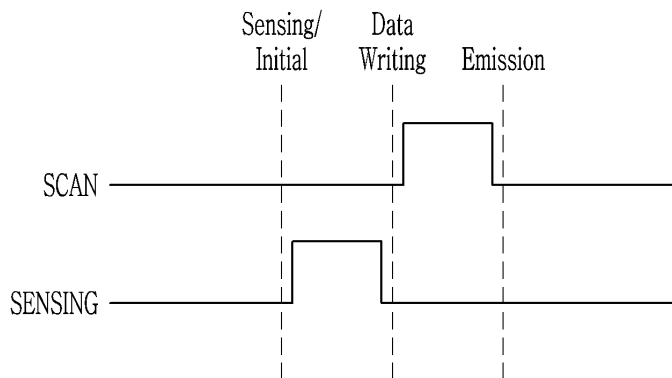 Sensing/
Initial
Data
Writing
Emission
SCAN
SENSING